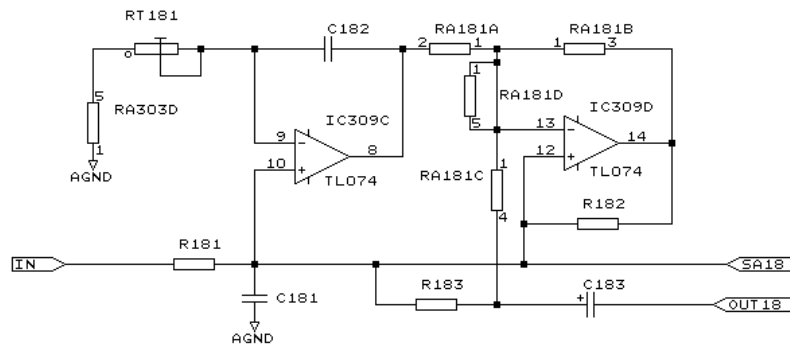 RT181
C182
RA181A
RA181B
2 1
1 3
1
RA181D
5
RA303D
5
1
AGND
IC309C
9 -
10 +
8
TL074
IC309D
13 -
12 +
14
TL074
RA181C
1
4
R182
R181
IN
SA18
C181
AGND
R183
+
C183
OUT18